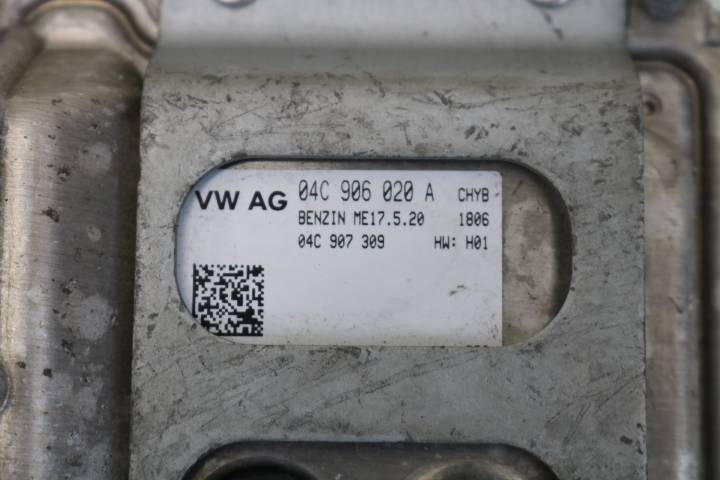 VW AG 04C 906 020 A CHYB
BENZIN ME17.5.20 1806
04C 907 309 HW: H01